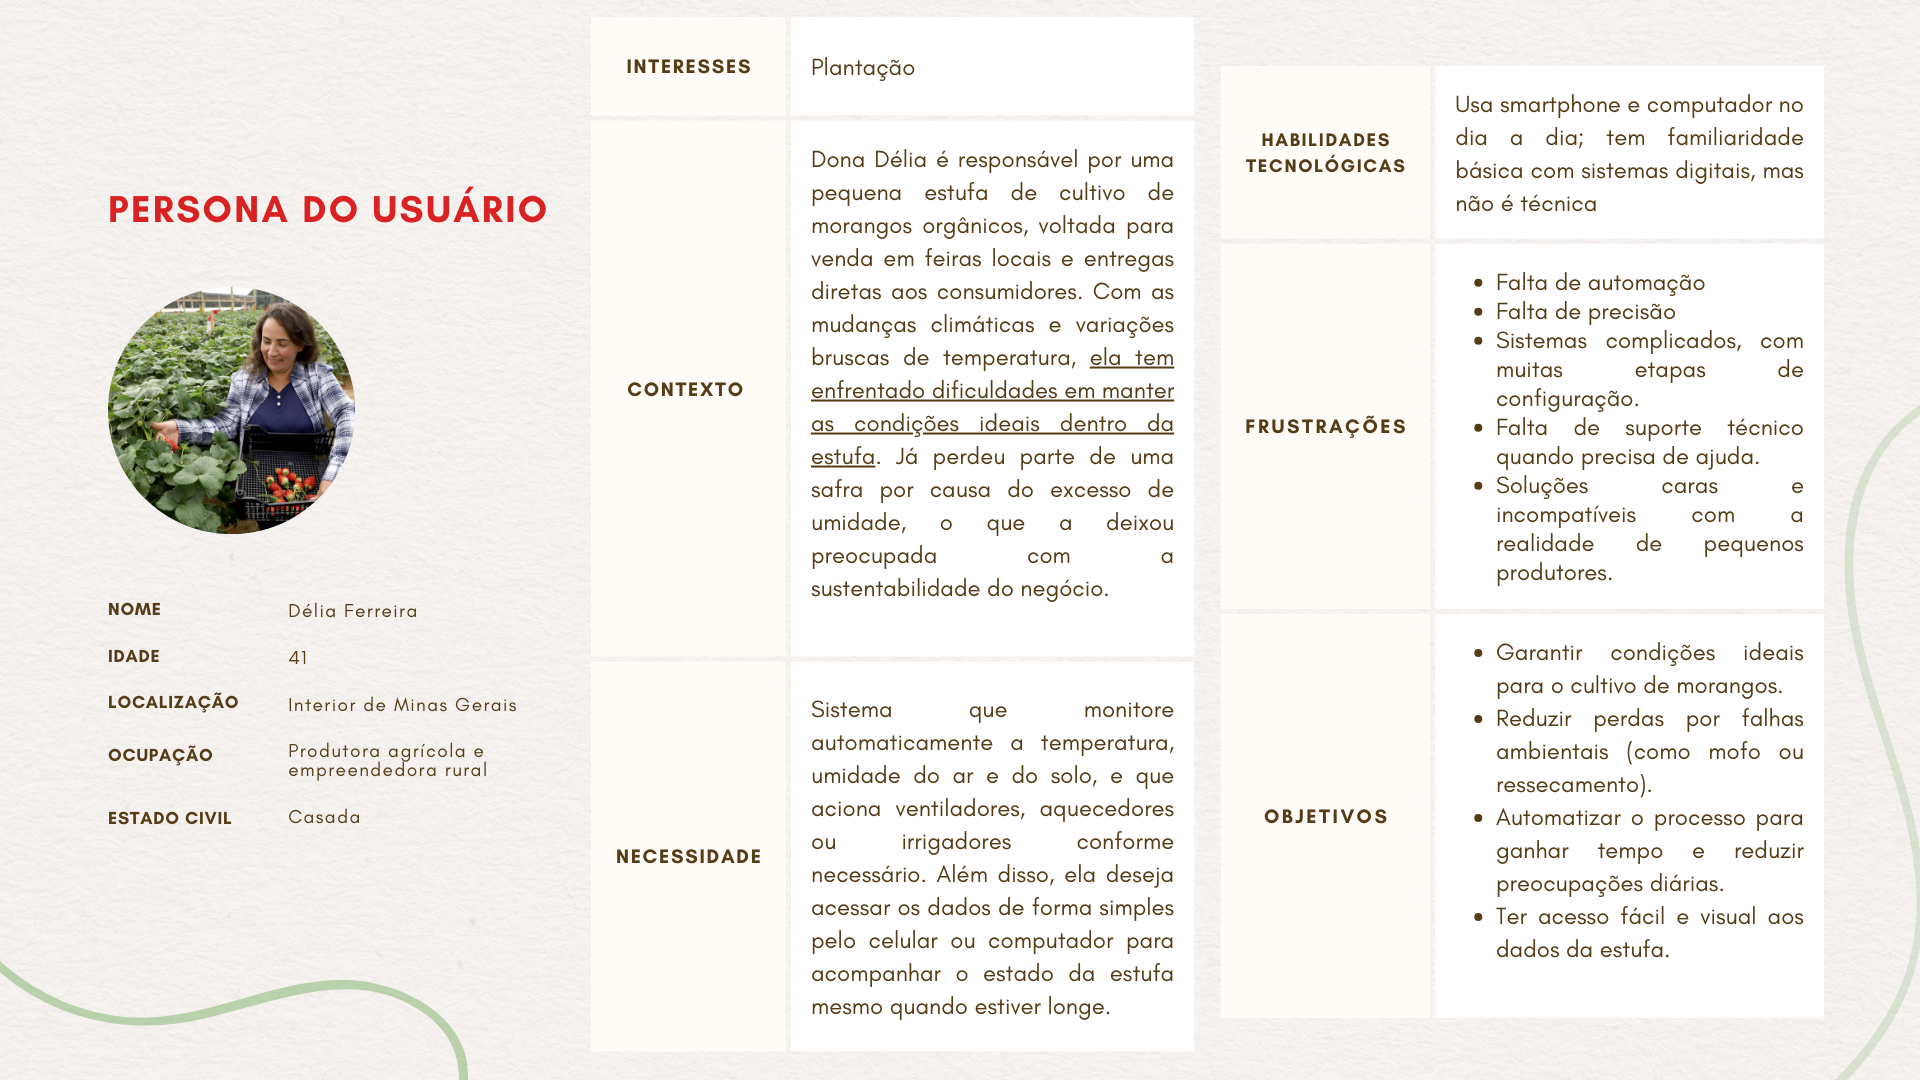 PERSONA DO USUÁRIO
NOME
Délia Ferreira
IDADE
41
LOCALIZAÇÃO
Interior de Minas Gerais
OCUPAÇÃO
Produtora agrícola e
empreendedora rural
ESTADO CIVIL
Casada
INTERESSES
Plantação
CONTEXTO
Dona Délia é responsável por uma
pequena estufa de cultivo de
morangos orgânicos, voltada para
venda em feiras locais e entregas
diretas aos consumidores. Com as
mudanças climáticas e variações
bruscas de temperatura, ela tem
enfrentado dificuldades em manter
as condições ideais dentro da
estufa. Já perdeu parte de uma
safra por causa do excesso de
umidade, o que a deixou
preocupada com a
sustentabilidade do negócio.
NECESSIDADE
Sistema que monitore
automaticamente a temperatura,
umidade do ar e do solo, e que
aciona ventiladores, aquecedores
ou irrigadores conforme
necessário. Além disso, ela deseja
acessar os dados de forma simples
pelo celular ou computador para
acompanhar o estado da estufa
mesmo quando estiver longe.
HABILIDADES
TECNOLÓGICAS
Usa smartphone e computador no
dia a dia; tem familiaridade
básica com sistemas digitais, mas
não é técnica
FRUSTRAÇÕES
• Falta de automação
• Falta de precisão
• Sistemas complicados, com
muitas etapas de
configuração.
• Falta de suporte técnico
quando precisa de ajuda.
• Soluções caras e
incompatíveis com a
realidade de pequenos
produtores.
OBJETIVOS
• Garantir condições ideais
para o cultivo de morangos.
• Reduzir perdas por falhas
ambientais (como mofo ou
ressecamento).
• Automatizar o processo para
ganhar tempo e reduzir
preocupações diárias.
• Ter acesso fácil e visual aos
dados da estufa.